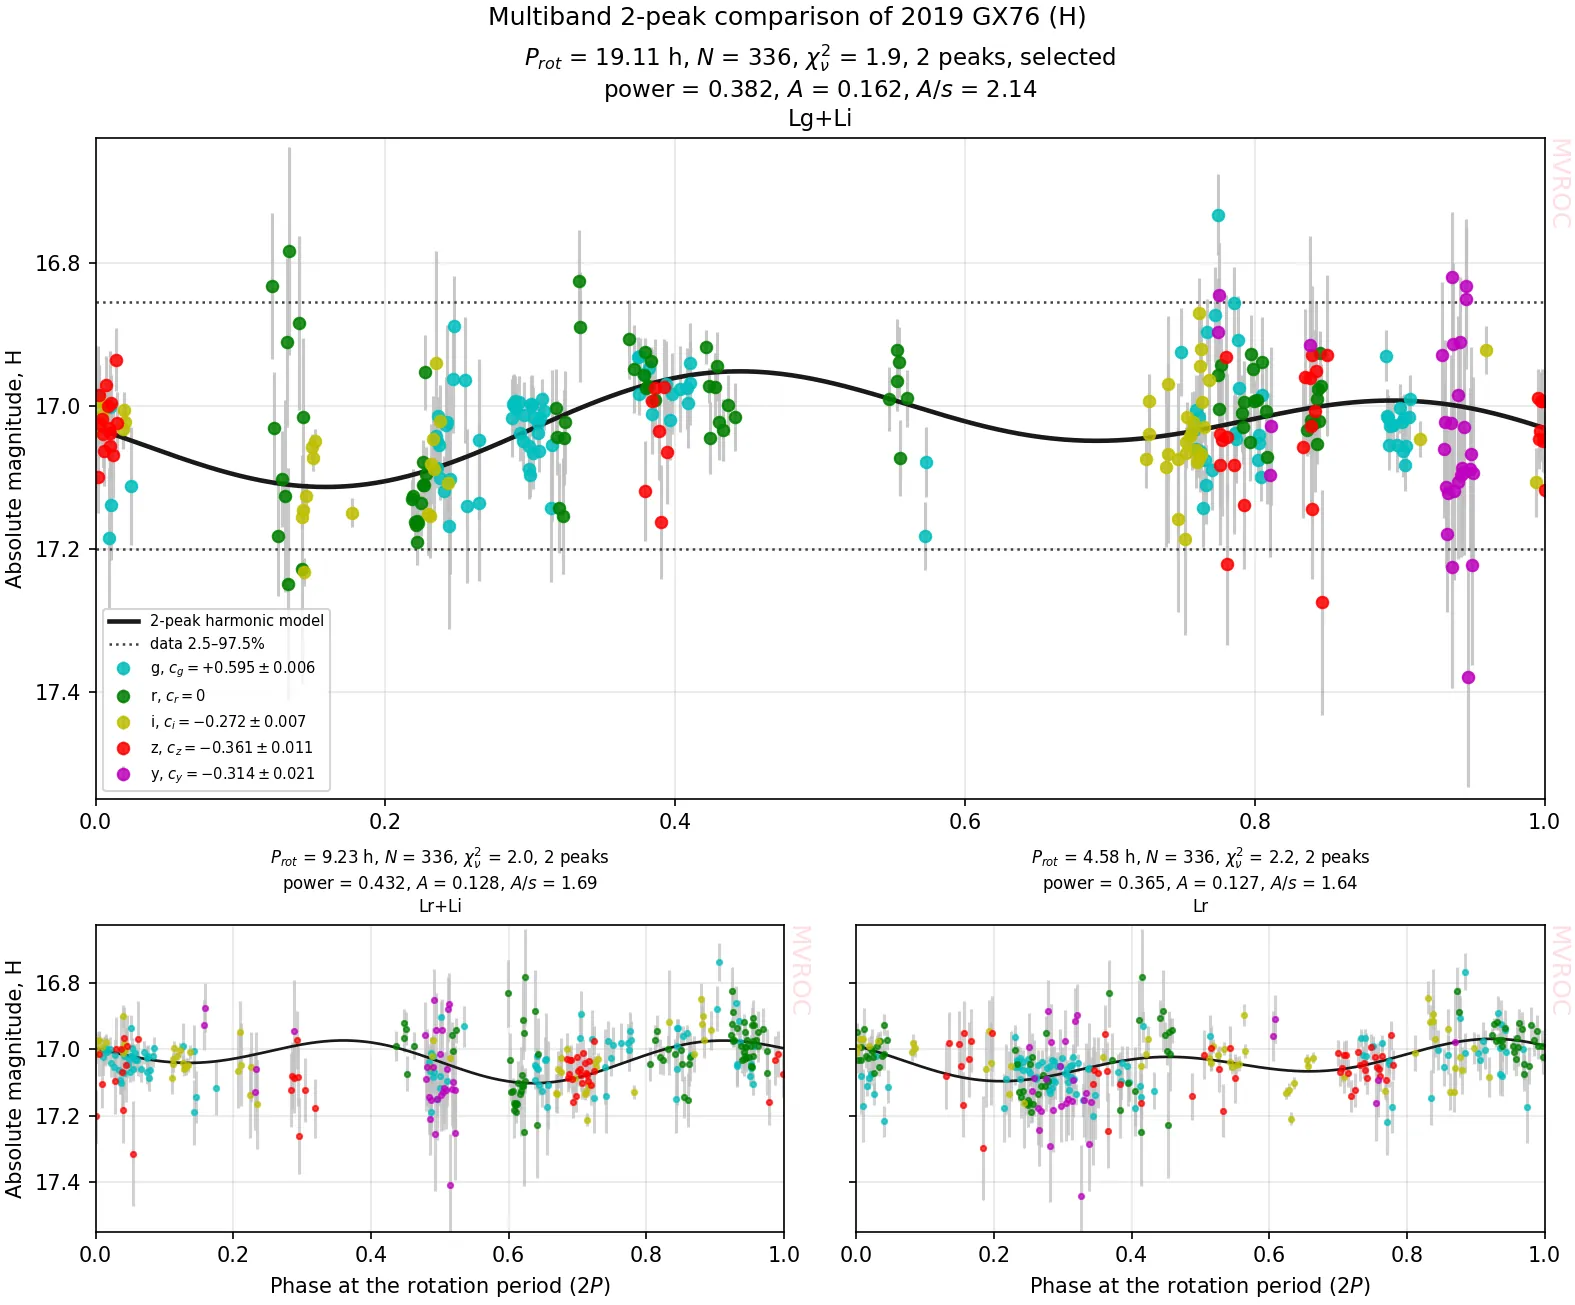 Multiband 2-peak comparison of 2019 GX76 (H)
P_rot = 19.11 h, N = 336, χ²_ν = 1.9, 2 peaks, selected
power = 0.382, A = 0.162, A/s = 2.14
Lg+Li
MVROC
Absolute magnitude, H
16.8
17.0
17.2
17.4
2-peak harmonic model
data 2.5–97.5%
g, c_g = +0.595 ± 0.006
r, c_r = 0
i, c_i = −0.272 ± 0.007
z, c_z = −0.361 ± 0.011
y, c_y = −0.314 ± 0.021
0.0 0.2 0.4 0.6 0.8 1.0
P_rot = 9.23 h, N = 336, χ²_ν = 2.0, 2 peaks
power = 0.432, A = 0.128, A/s = 1.69
Lr+Li
MVROC
Absolute magnitude, H
16.8
17.0
17.2
17.4
0.0 0.2 0.4 0.6 0.8 1.0
Phase at the rotation period (2P)
P_rot = 4.58 h, N = 336, χ²_ν = 2.2, 2 peaks
power = 0.365, A = 0.127, A/s = 1.64
Lr
MVROC
0.0 0.2 0.4 0.6 0.8 1.0
Phase at the rotation period (2P)